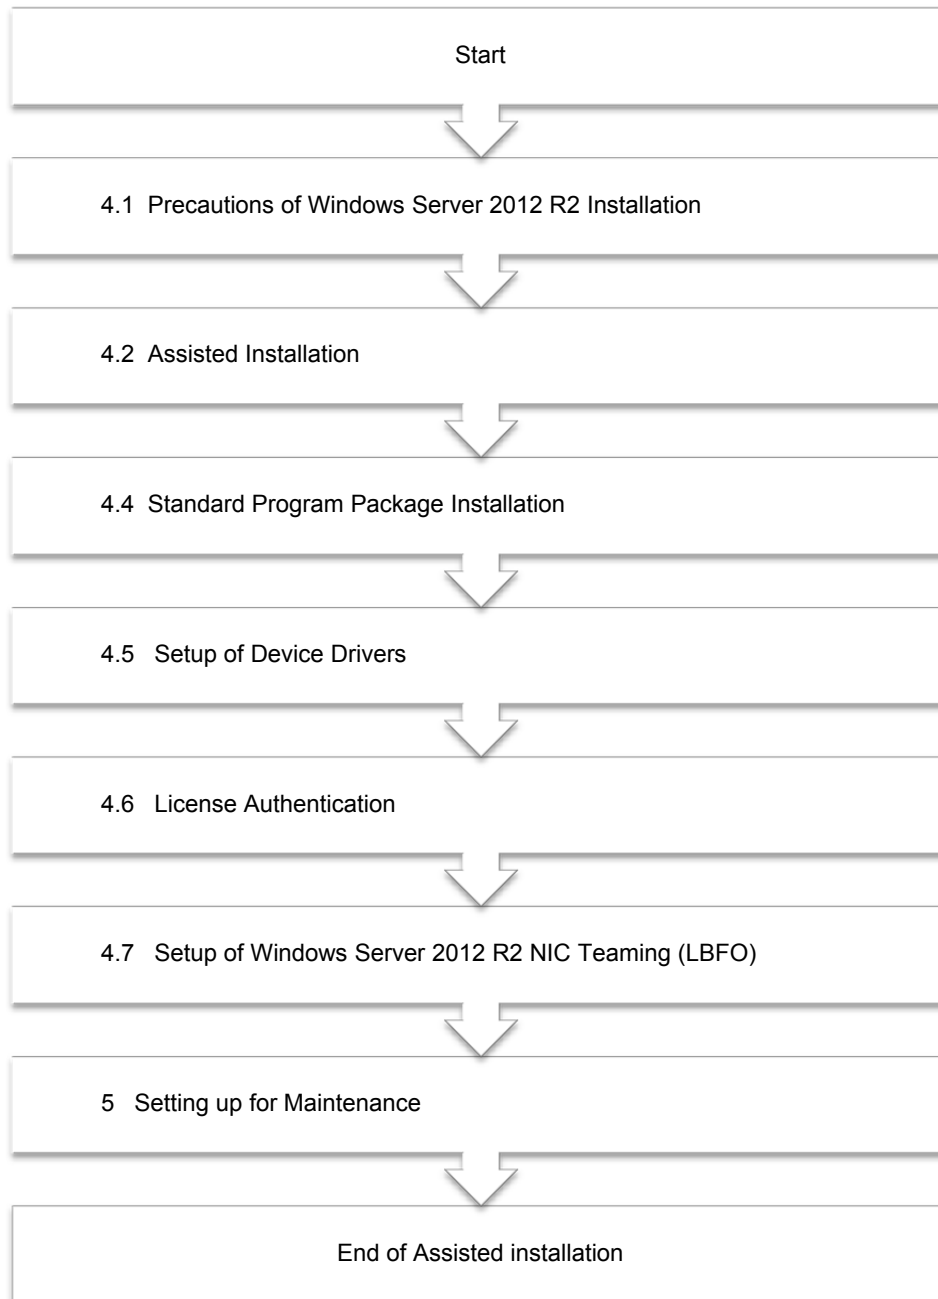 Start
4.1 Precautions of Windows Server 2012 R2 Installation
4.2 Assisted Installation
4.4 Standard Program Package Installation
4.5 Setup of Device Drivers
4.6 License Authentication
4.7 Setup of Windows Server 2012 R2 NIC Teaming (LBFO)
5 Setting up for Maintenance
End of Assisted installation